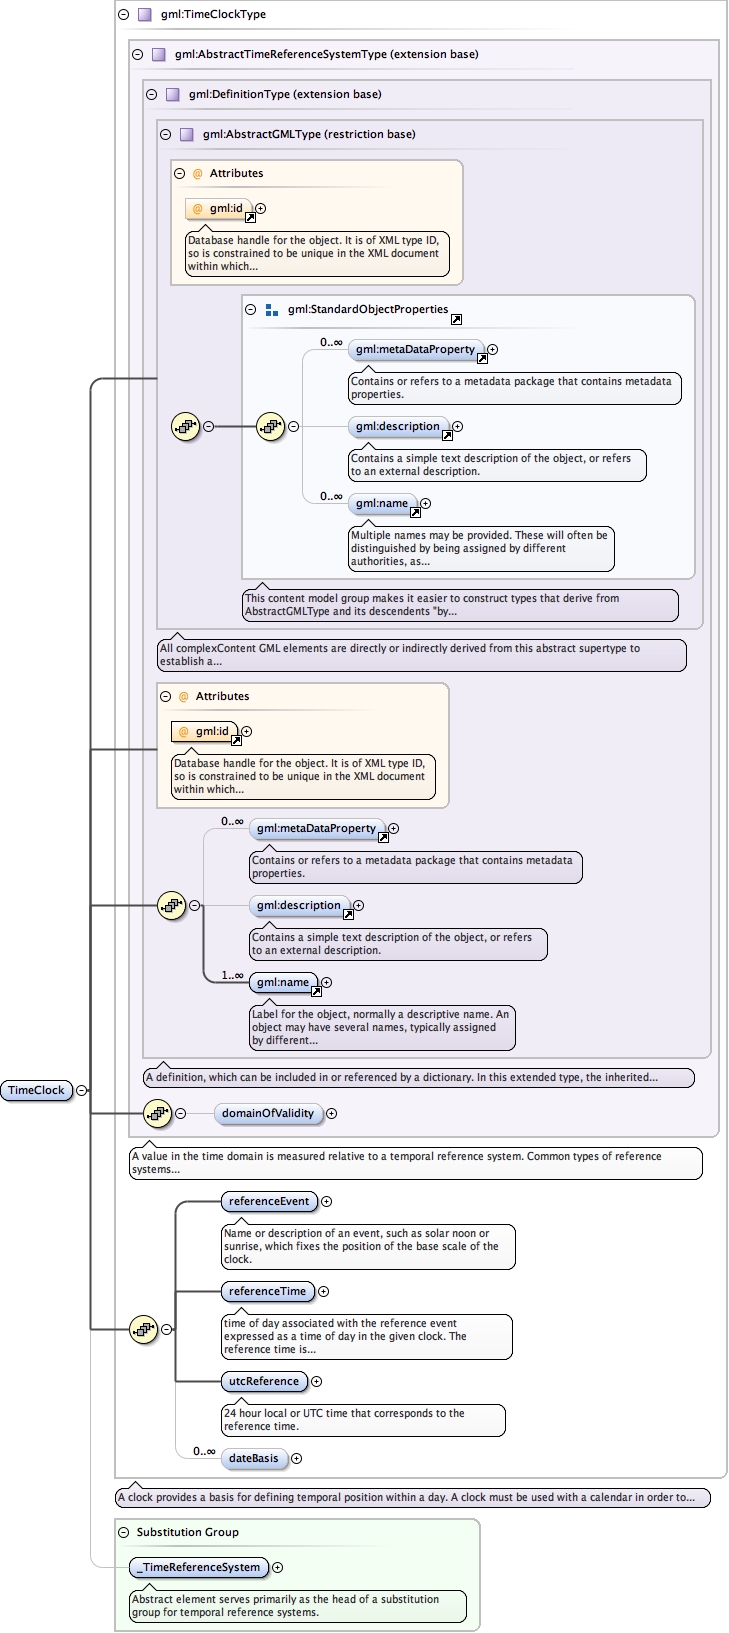 gml:TimeClockType
gml:AbstractTimeReferenceSystemType (extension base)
gml:DefinitionType (extension base)
gml:AbstractGMLType (restriction base)
@ Attributes
@ gml:id
Database handle for the object. It is of XML type ID,
so is constrained to be unique in the XML document
within which...
gml:StandardObjectProperties
0..∞
gml:metaDataProperty
Contains or refers to a metadata package that contains metadata
properties.
gml:description
Contains a simple text description of the object, or refers
to an external description.
0..∞
gml:name
Multiple names may be provided. These will often be
distinguished by being assigned by different
authorities, as...
This content model group makes it easier to construct types that derive from
AbstractGMLType and its descendents "by...
All complexContent GML elements are directly or indirectly derived from this abstract supertype to
establish a...
@ Attributes
@ gml:id
Database handle for the object. It is of XML type ID,
so is constrained to be unique in the XML document
within which...
0..∞
gml:metaDataProperty
Contains or refers to a metadata package that contains metadata
properties.
gml:description
Contains a simple text description of the object, or refers
to an external description.
1..∞
gml:name
Label for the object, normally a descriptive name. An
object may have several names, typically assigned
by different...
A definition, which can be included in or referenced by a dictionary. In this extended type, the inherited...
TimeClock
domainOfValidity
A value in the time domain is measured relative to a temporal reference system. Common types of reference
systems...
referenceEvent
Name or description of an event, such as solar noon or
sunrise, which fixes the position of the base scale of the
clock.
referenceTime
time of day associated with the reference event
expressed as a time of day in the given clock. The
reference time is...
utcReference
24 hour local or UTC time that corresponds to the
reference time.
0..∞
dateBasis
A clock provides a basis for defining temporal position within a day. A clock must be used with a calendar in order to...
Substitution Group
_TimeReferenceSystem
Abstract element serves primarily as the head of a substitution
group for temporal reference systems.